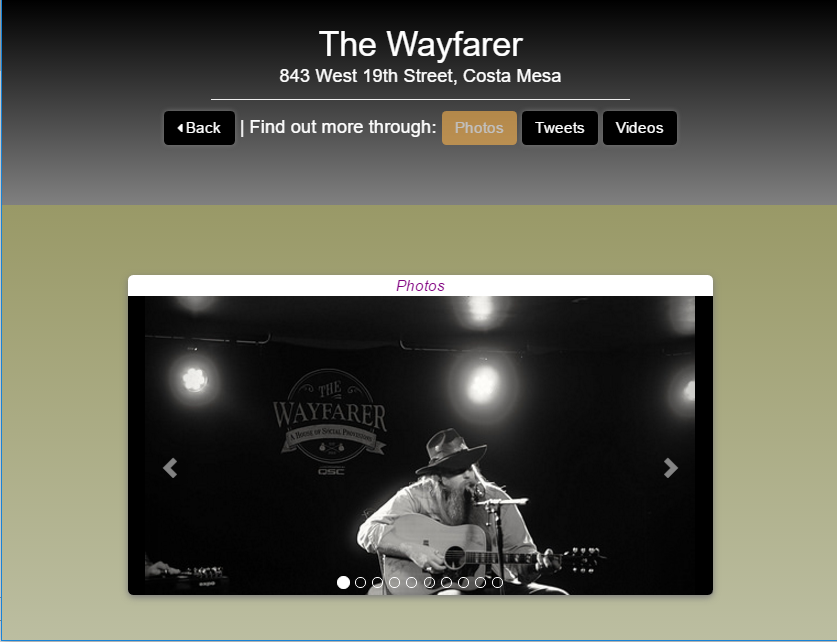 The Wayfarer
843 West 19th Street, Costa Mesa
Back | Find out more through: Photos Tweets Videos
Photos
THE
WAYFARER
A House of Social Provisions
QSC